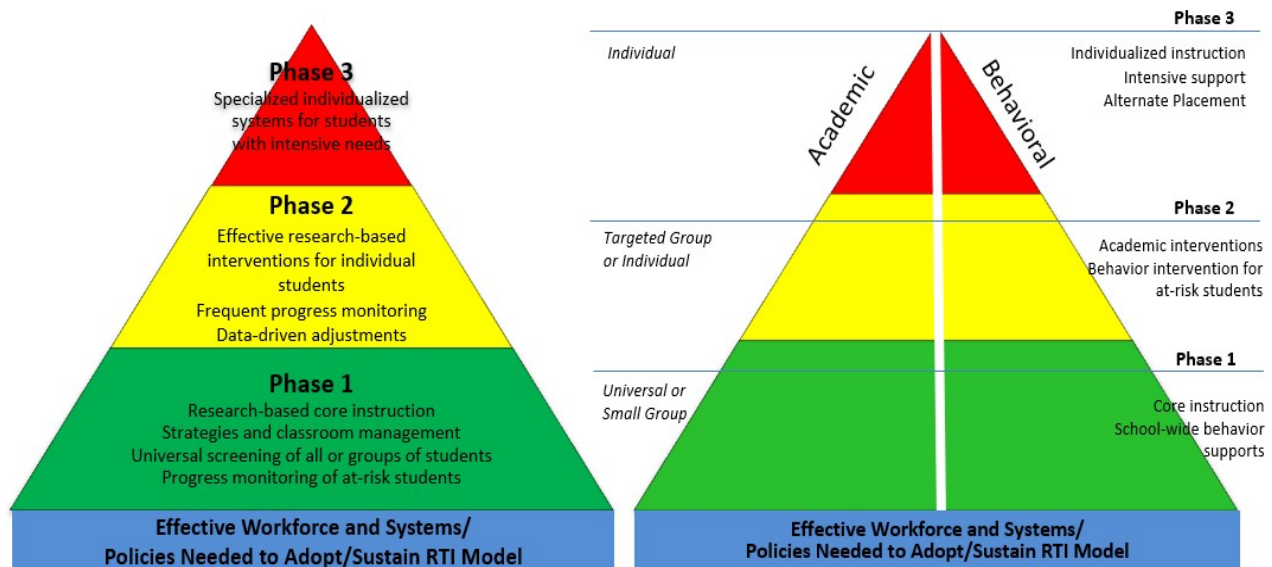 Phase 3
Specialized individualized
systems for students
with intensive needs
Phase 2
Effective research-based
interventions for individual
students
Frequent progress monitoring
Data-driven adjustments
Phase 1
Research-based core instruction
Strategies and classroom management
Universal screening of all or groups of students
Progress monitoring of at-risk students
Effective Workforce and Systems/
Policies Needed to Adopt/Sustain RTI Model
Phase 3
Individual
Academic
Behavioral
Individualized instruction
Intensive support
Alternate Placement
Phase 2
Targeted Group
or Individual
Academic interventions
Behavior intervention for
at-risk students
Phase 1
Universal or
Small Group
Core instruction
School-wide behavior
supports
Effective Workforce and Systems/
Policies Needed to Adopt/Sustain RTI Model